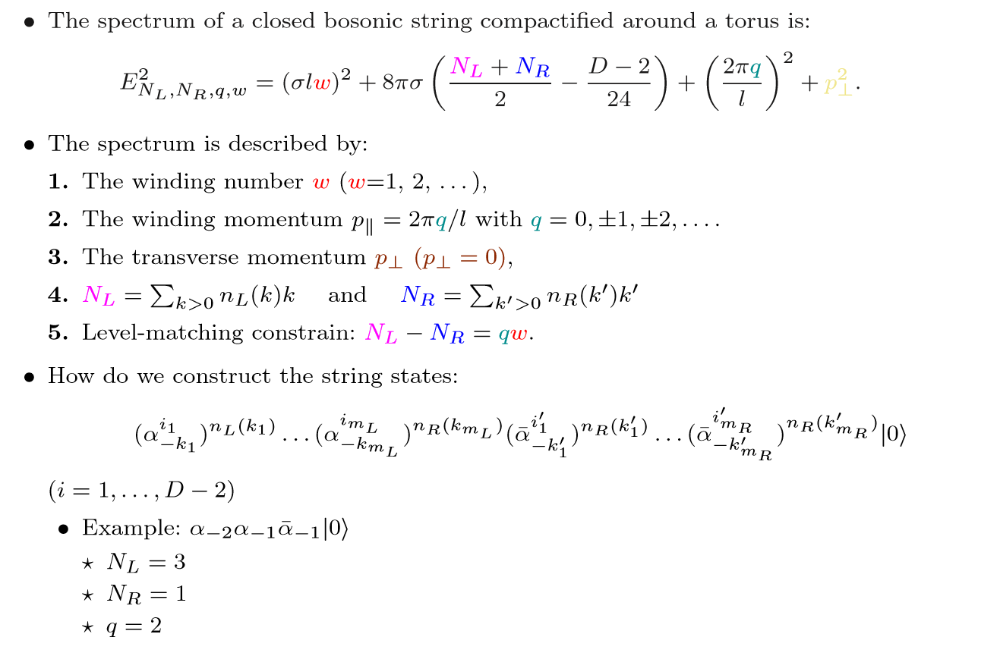 • The spectrum of a closed bosonic string compactified around a torus is:
$E^2_{N_L,N_R,q,w} = (\sigma l w)^2 + 8\pi\sigma \left( \frac{N_L + N_R}{2} - \frac{D-2}{24} \right) + \left( \frac{2\pi q}{l} \right)^2 + p_\perp^2.$
• The spectrum is described by:
1. The winding number $w$ ($w$=1, 2, ...),
2. The winding momentum $p_\parallel = 2\pi q/l$ with $q = 0, \pm 1, \pm 2, \ldots.$
3. The transverse momentum $p_\perp$ ($p_\perp = 0$),
4. $N_L = \sum_{k>0} n_L(k)k$ and $N_R = \sum_{k'>0} n_R(k')k'$
5. Level-matching constrain: $N_L - N_R = qw$.
• How do we construct the string states:
$(\alpha^{i_1}_{-k_1})^{n_L(k_1)} \ldots (\alpha^{i_{m_L}}_{-k_{m_L}})^{n_R(k_{m_L})} (\bar{\alpha}^{i'_1}_{-k'_1})^{n_R(k'_1)} \ldots (\bar{\alpha}^{i'_{m_R}}_{-k'_{m_R}})^{n_R(k'_{m_R})} |0\rangle$
$(i = 1, \ldots, D-2)$
• Example: $\alpha_{-2}\alpha_{-1}\bar{\alpha}_{-1}|0\rangle$
⋆ $N_L = 3$
⋆ $N_R = 1$
⋆ $q = 2$